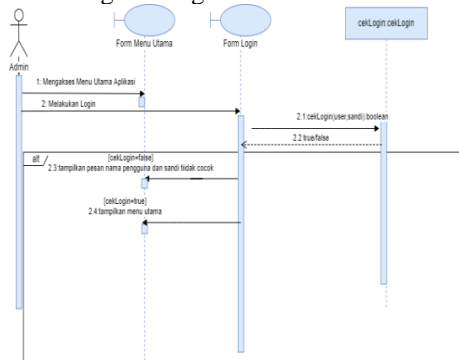 Form Menu Utama
Form Login
cekLogin:cekLogin
Admin
1: Mengakses Menu Utama Aplikasi
2: Melakukan Login
2.1:cekLogin(user,sandi):boolean
2.2 true/false
alt
[cekLogin=false]
2.3:tampilkan pesan nama pengguna dan sandi tiidak cocok
[cekLogin=true]
2.4:tampilkan menu utama